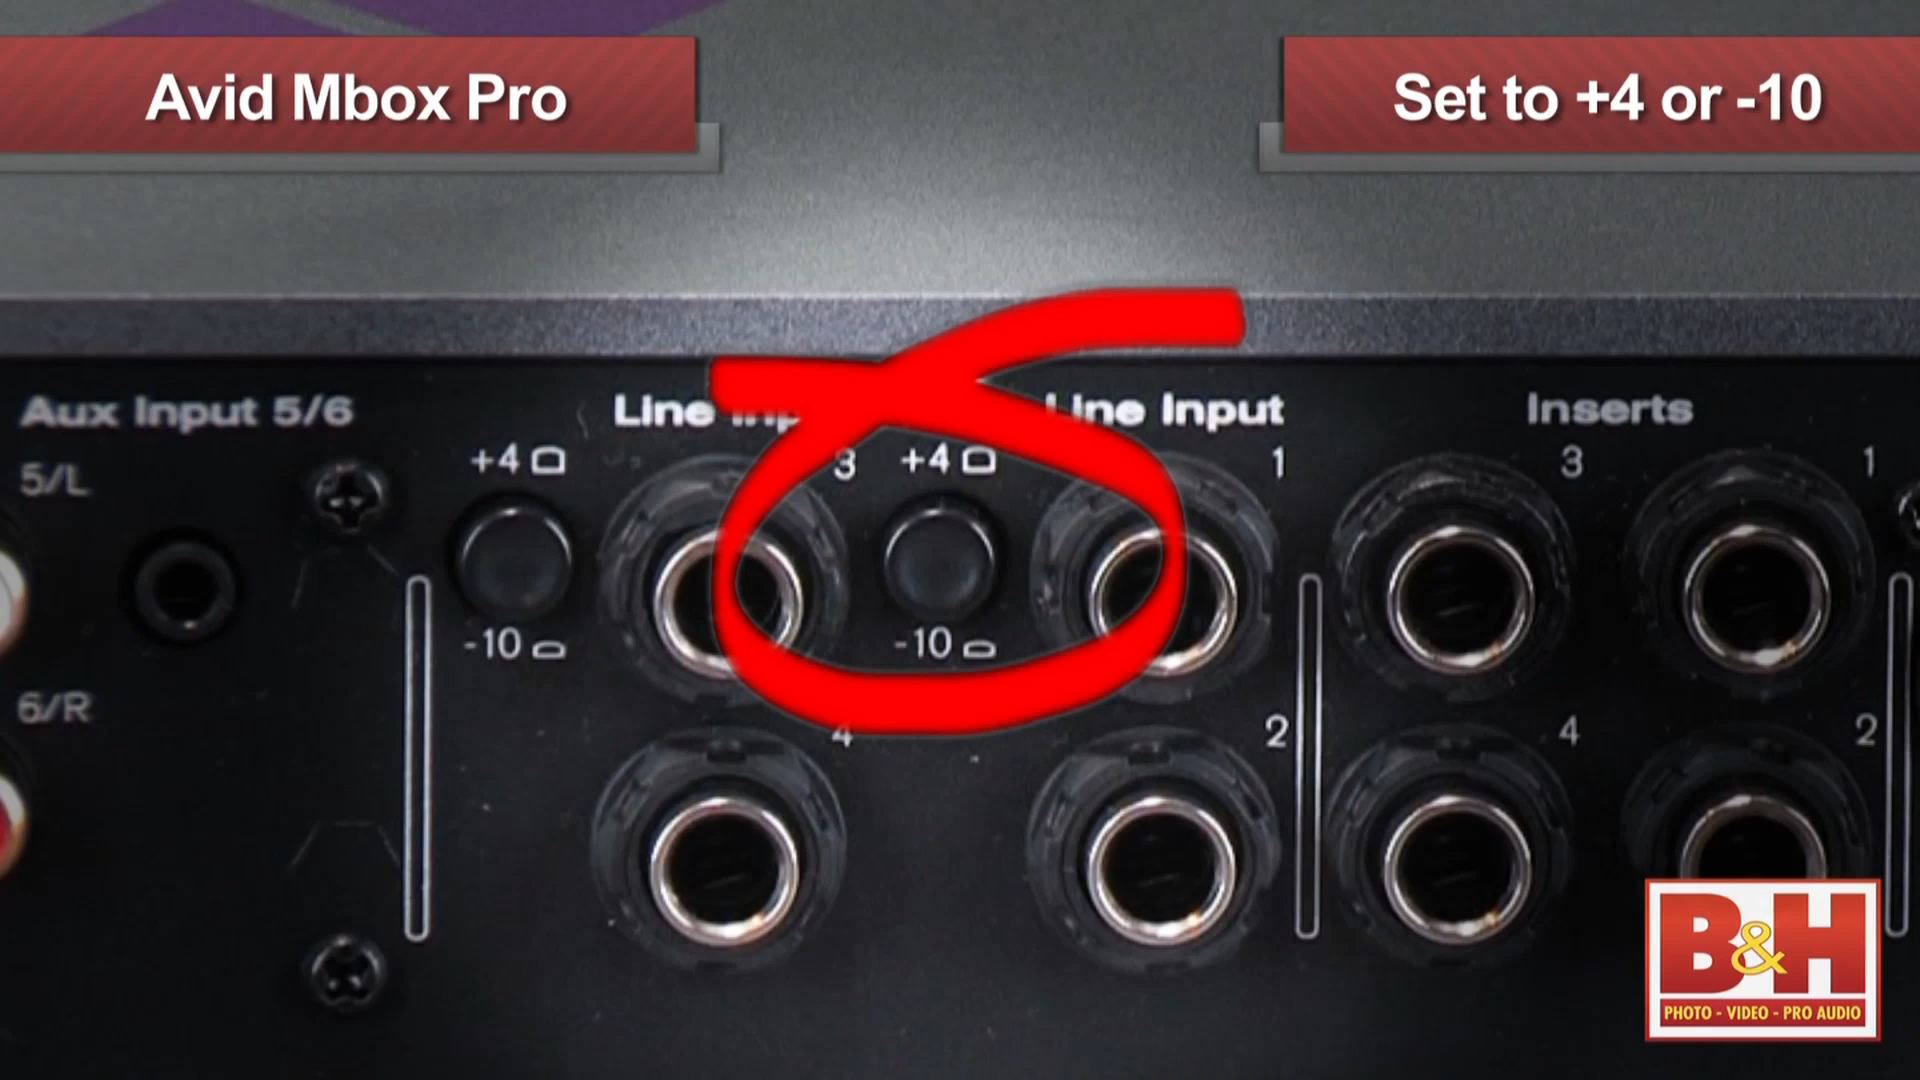 Avid Mbox Pro
Set to +4 or -10
Aux Input 5/6
Line
Line Input
Inserts
5/L
+4
3
+4
1
3
1
-10
-10
6/R
4
2
4
2
B&H
PHOTO - VIDEO - PRO AUDIO